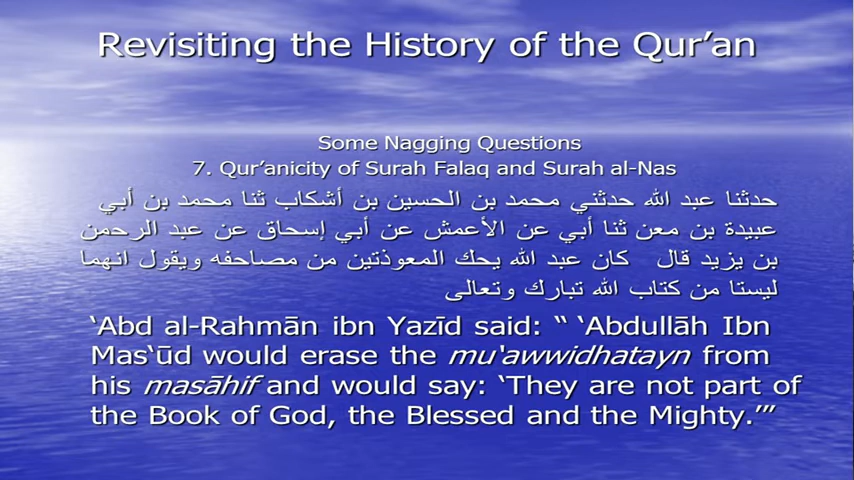 Revisiting the History of the Qur’an
Some Nagging Questions
7. Qur’anicity of Surah Falaq and Surah al-Nas
حدثنا عبد الله حدثني محمد بن الحسين بن أشكاب ثنا محمد بن أبي
عبيدة بن معن ثنا أبي عن الأعمش عن أبي إسحاق عن عبد الرحمن
بن يزيد قال كان عبد الله يحك المعوذتين من مصاحفه ويقول انهما
ليستا من كتاب الله تبارك وتعالى
‘Abd al-Rahmān ibn Yazīd said: “ ‘Abdullāh Ibn
Mas‘ūd would erase the mu'awwidhatayn from
his masāhif and would say: ‘They are not part of
the Book of God, the Blessed and the Mighty.’”